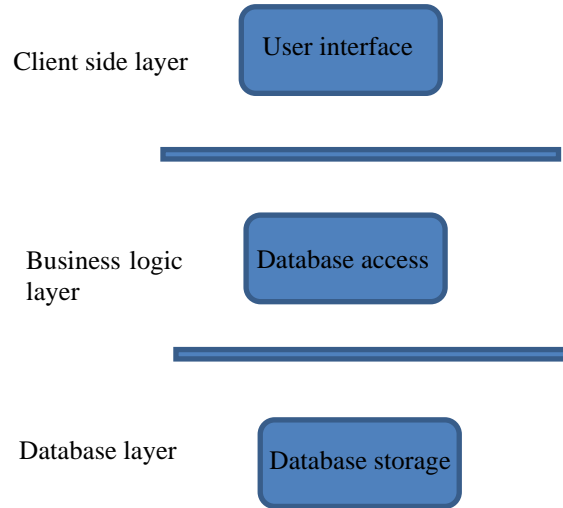 User interface
Client side layer
Database access
Business logic
layer
Database layer
Database storage